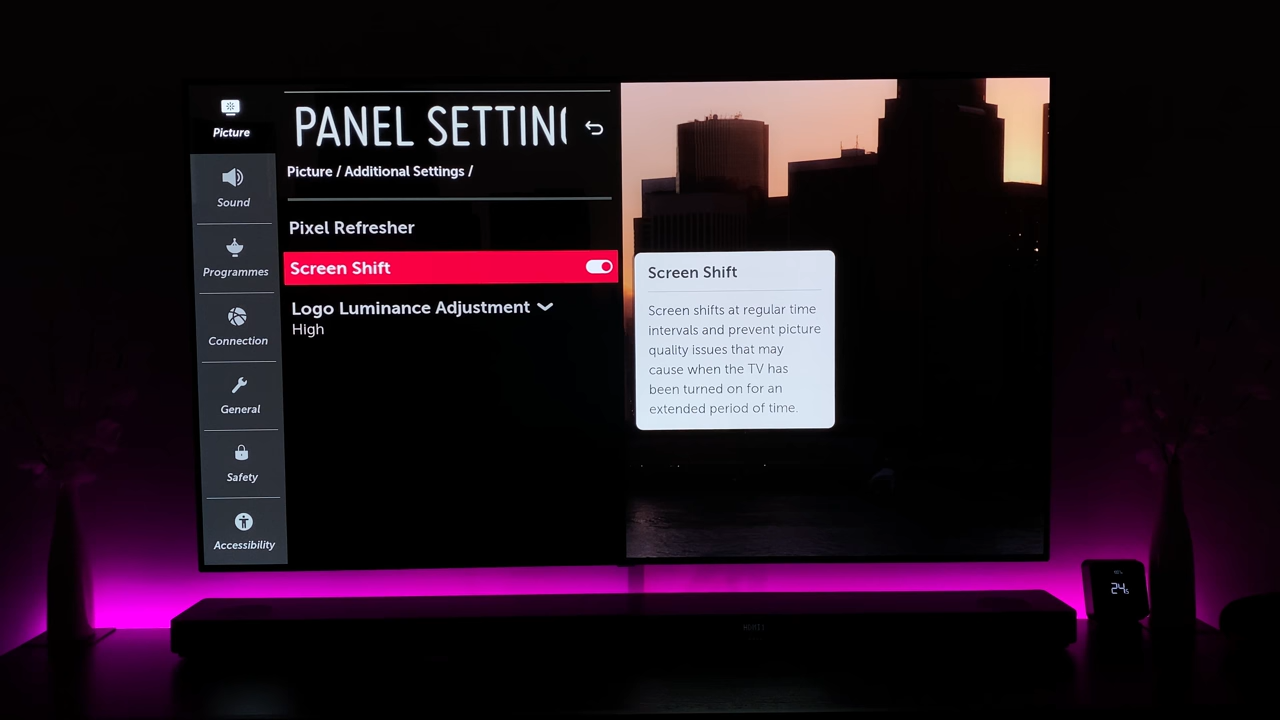 Picture
Sound
Programmes
Connection
General
Safety
Accessibility
PANEL SETTIN
Picture / Additional Settings /
Pixel Refresher
Screen Shift
Logo Luminance Adjustment
High
Screen Shift
Screen shifts at regular time
intervals and prevent picture
quality issues that may
cause when the TV has
been turned on for an
extended period of time.
24